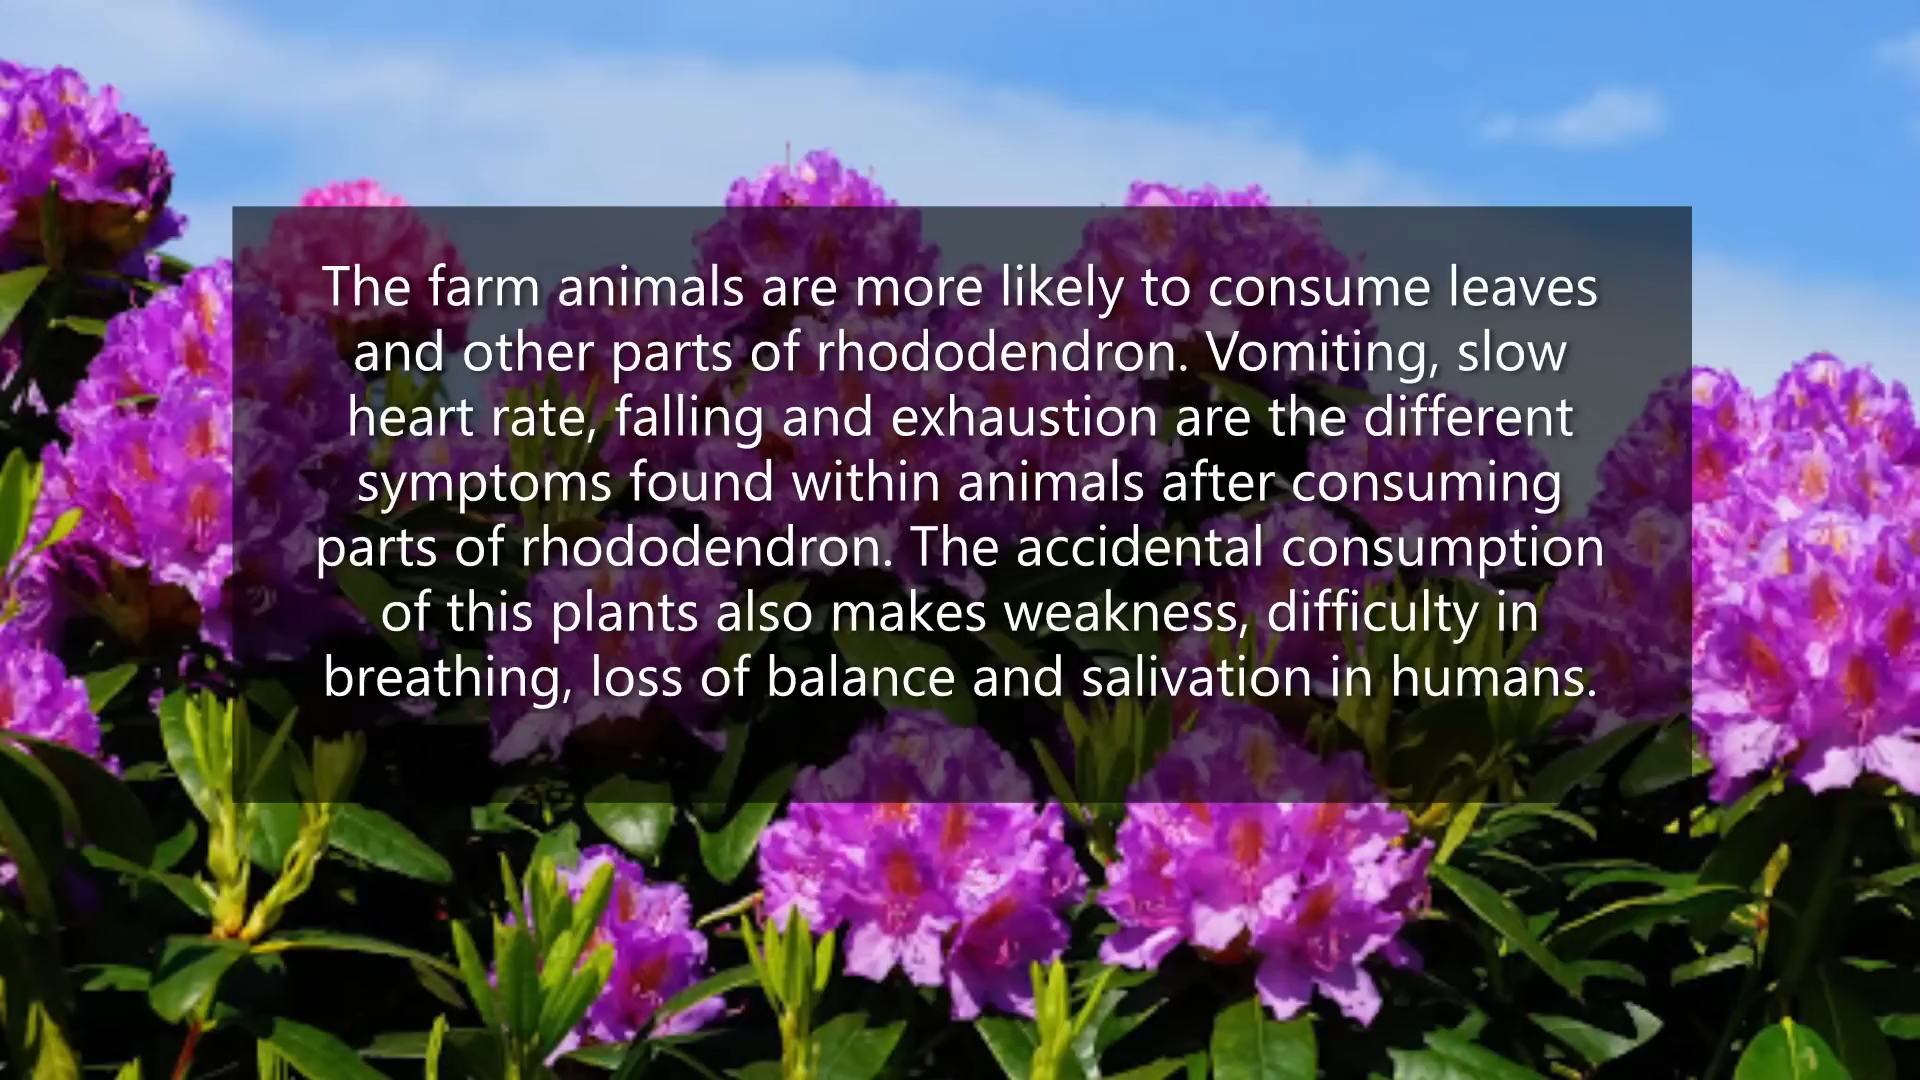 The farm animals are more likely to consume leaves
and other parts of rhododendron. Vomiting, slow
heart rate, falling and exhaustion are the different
symptoms found within animals after consuming
parts of rhododendron. The accidental consumption
of this plants also makes weakness, difficulty in
breathing, loss of balance and salivation in humans.